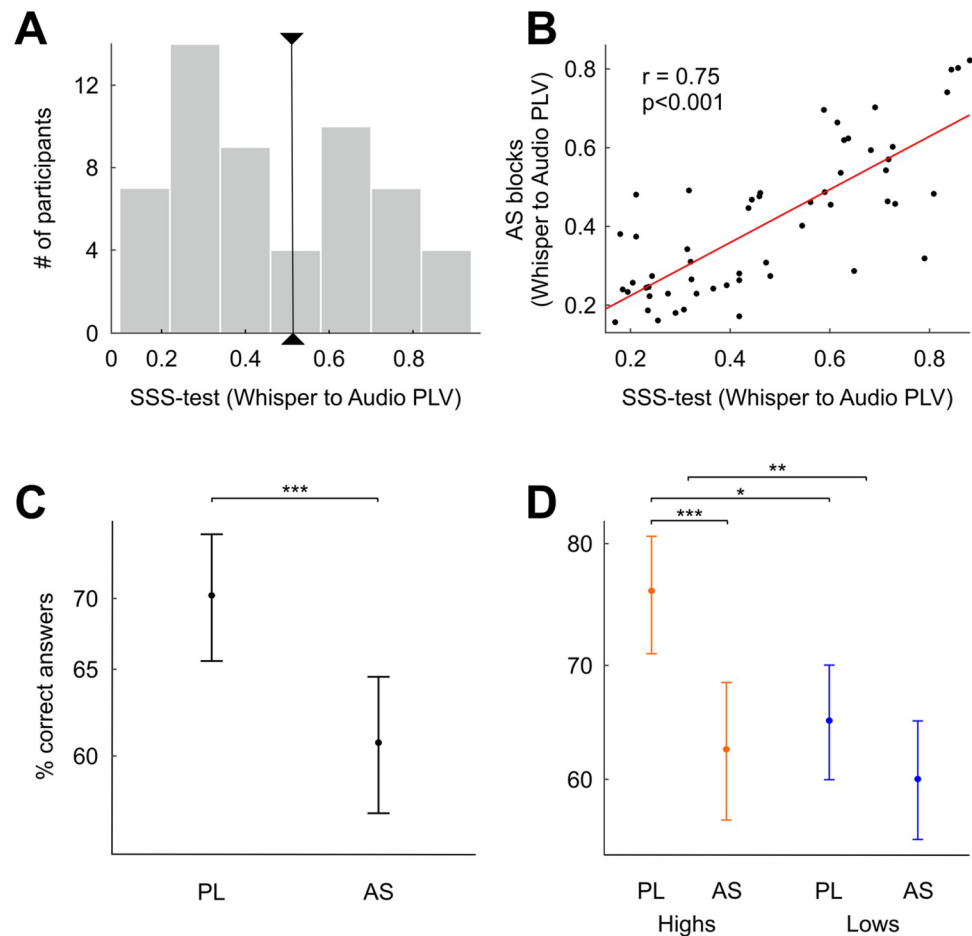 A
# of participants
12
8
4
0
0 0.2 0.4 0.6 0.8
SSS-test (Whisper to Audio PLV)
B
r = 0.75
p<0.001
AS blocks
(Whisper to Audio PLV)
0.8
0.6
0.4
0.2
0.2 0.4 0.6 0.8
SSS-test (Whisper to Audio PLV)
C
***
% correct answers
70
65
60
PL AS
D
**
*
***
80
70
60
PL AS PL AS
Highs Lows